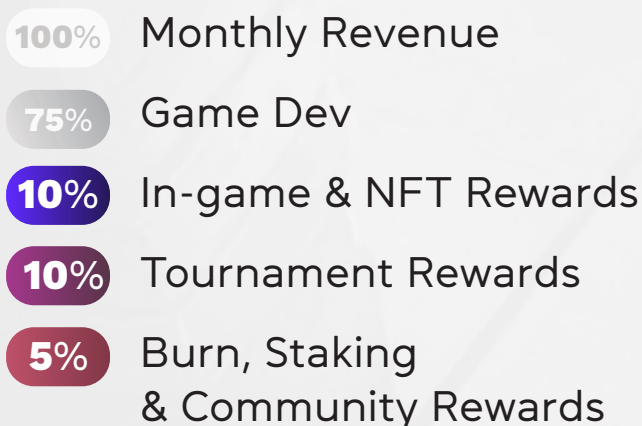 100% Monthly Revenue
75% Game Dev
10% In-game & NFT Rewards
10% Tournament Rewards
5% Burn, Staking
& Community Rewards